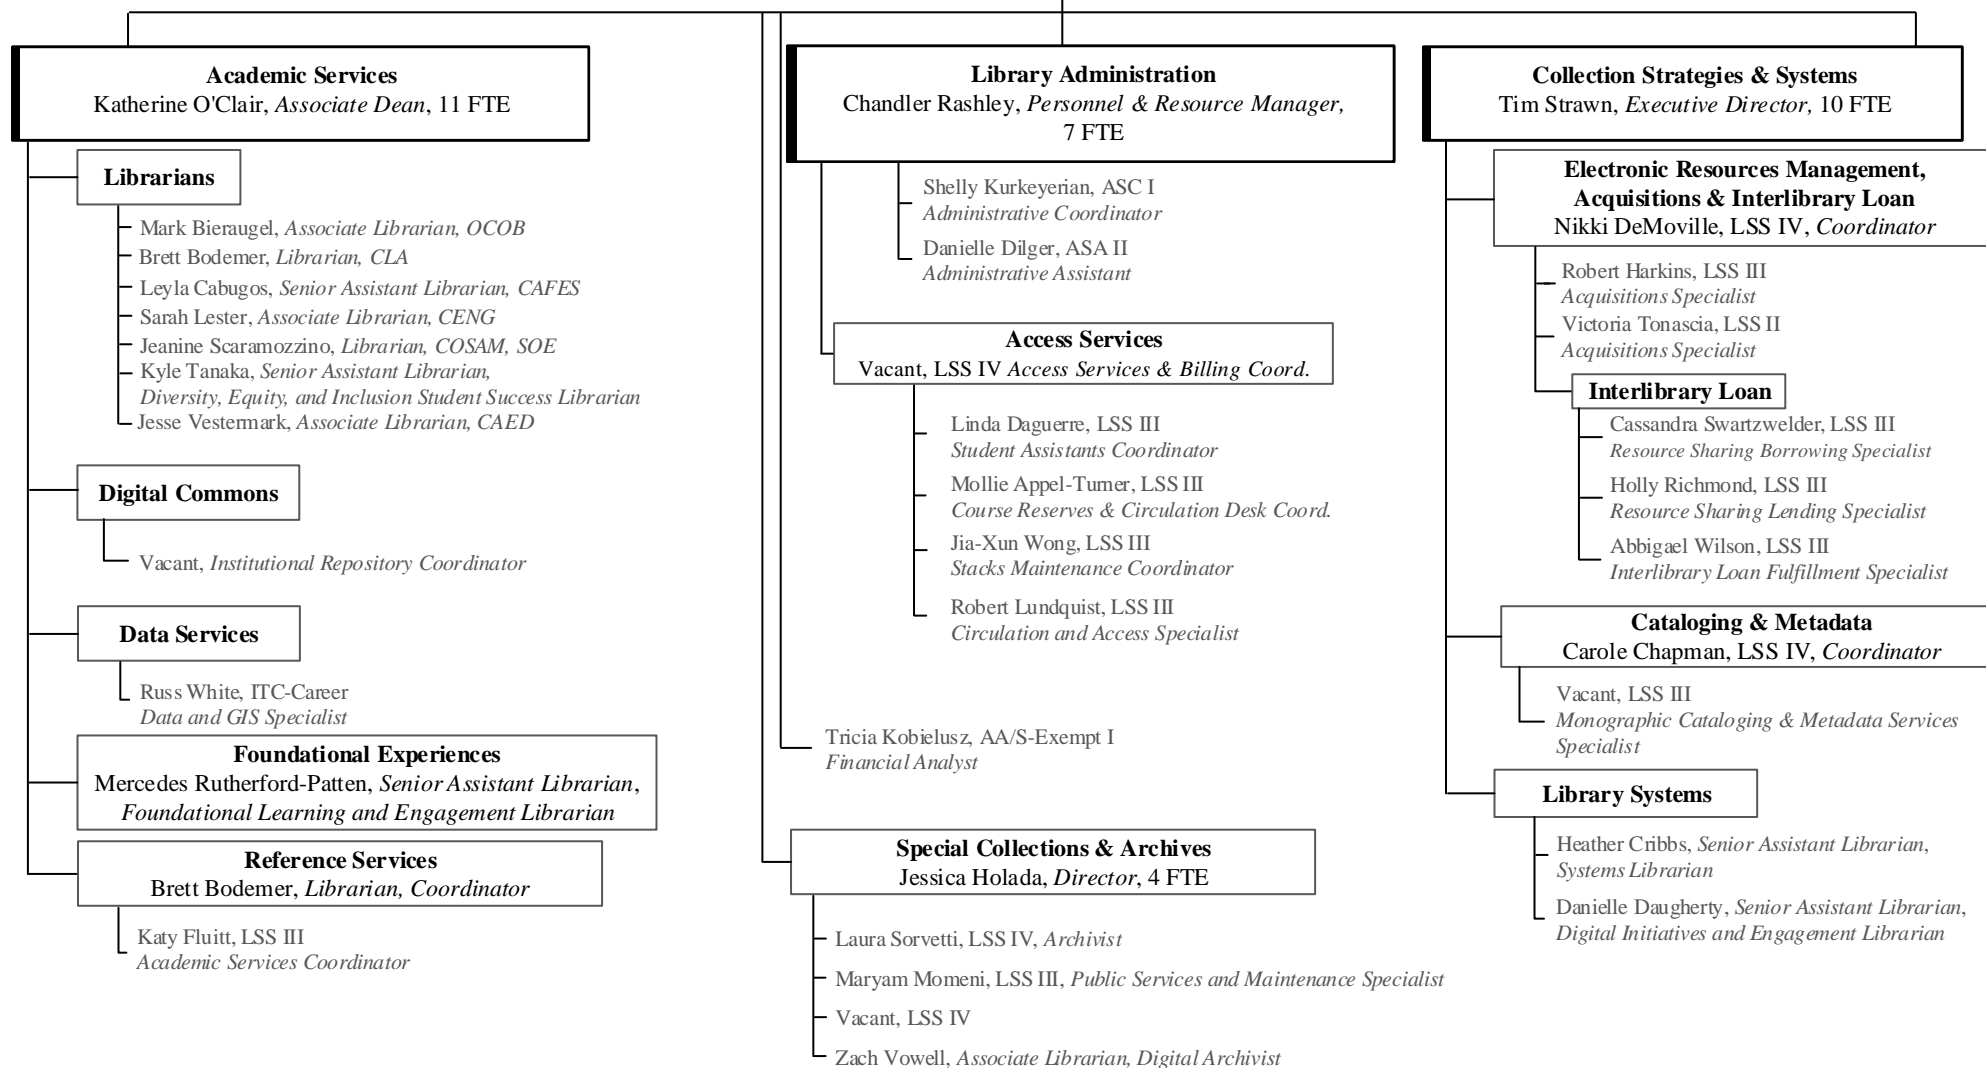 Academic Services
Katherine O'Clair, Associate Dean, 11 FTE
Librarians
Mark Bieraugel, Associate Librarian, OCOB
Brett Bodemer, Librarian, CLA
Leyla Cabugos, Senior Assistant Librarian, CAFES
Sarah Lester, Associate Librarian, CENG
Jeanine Scaramozzino, Librarian, COSAM, SOE
Kyle Tanaka, Senior Assistant Librarian,
Diversity, Equity, and Inclusion Student Success Librarian
Jesse Vestermark, Associate Librarian, CAED
Digital Commons
Vacant, Institutional Repository Coordinator
Data Services
Russ White, ITC-Career
Data and GIS Specialist
Foundational Experiences
Mercedes Rutherford-Patten, Senior Assistant Librarian,
Foundational Learning and Engagement Librarian
Reference Services
Brett Bodemer, Librarian, Coordinator
Katy Fluitt, LSS III
Academic Services Coordinator
Library Administration
Chandler Rashley, Personnel & Resource Manager,
7 FTE
Shelly Kurkeyerian, ASC I
Administrative Coordinator
Danielle Dilger, ASA II
Administrative Assistant
Access Services
Vacant, LSS IV Access Services & Billing Coord.
Linda Daguerre, LSS III
Student Assistants Coordinator
Mollie Appel-Turner, LSS III
Course Reserves & Circulation Desk Coord.
Jia-Xun Wong, LSS III
Stacks Maintenance Coordinator
Robert Lundquist, LSS III
Circulation and Access Specialist
Tricia Kobielusz, AA/S-Exempt I
Financial Analyst
Special Collections & Archives
Jessica Holada, Director, 4 FTE
Laura Sorvetti, LSS IV, Archivist
Maryam Momeni, LSS III, Public Services and Maintenance Specialist
Vacant, LSS IV
Zach Vowell, Associate Librarian, Digital Archivist
Collection Strategies & Systems
Tim Strawn, Executive Director, 10 FTE
Electronic Resources Management,
Acquisitions & Interlibrary Loan
Nikki DeMoville, LSS IV, Coordinator
Robert Harkins, LSS III
Acquisitions Specialist
Victoria Tonascia, LSS II
Acquisitions Specialist
Interlibrary Loan
Cassandra Swartzwelder, LSS III
Resource Sharing Borrowing Specialist
Holly Richmond, LSS III
Resource Sharing Lending Specialist
Abbigael Wilson, LSS III
Interlibrary Loan Fulfillment Specialist
Cataloging & Metadata
Carole Chapman, LSS IV, Coordinator
Vacant, LSS III
Monographic Cataloging & Metadata Services
Specialist
Library Systems
Heather Cribbs, Senior Assistant Librarian,
Systems Librarian
Danielle Daugherty, Senior Assistant Librarian,
Digital Initiatives and Engagement Librarian